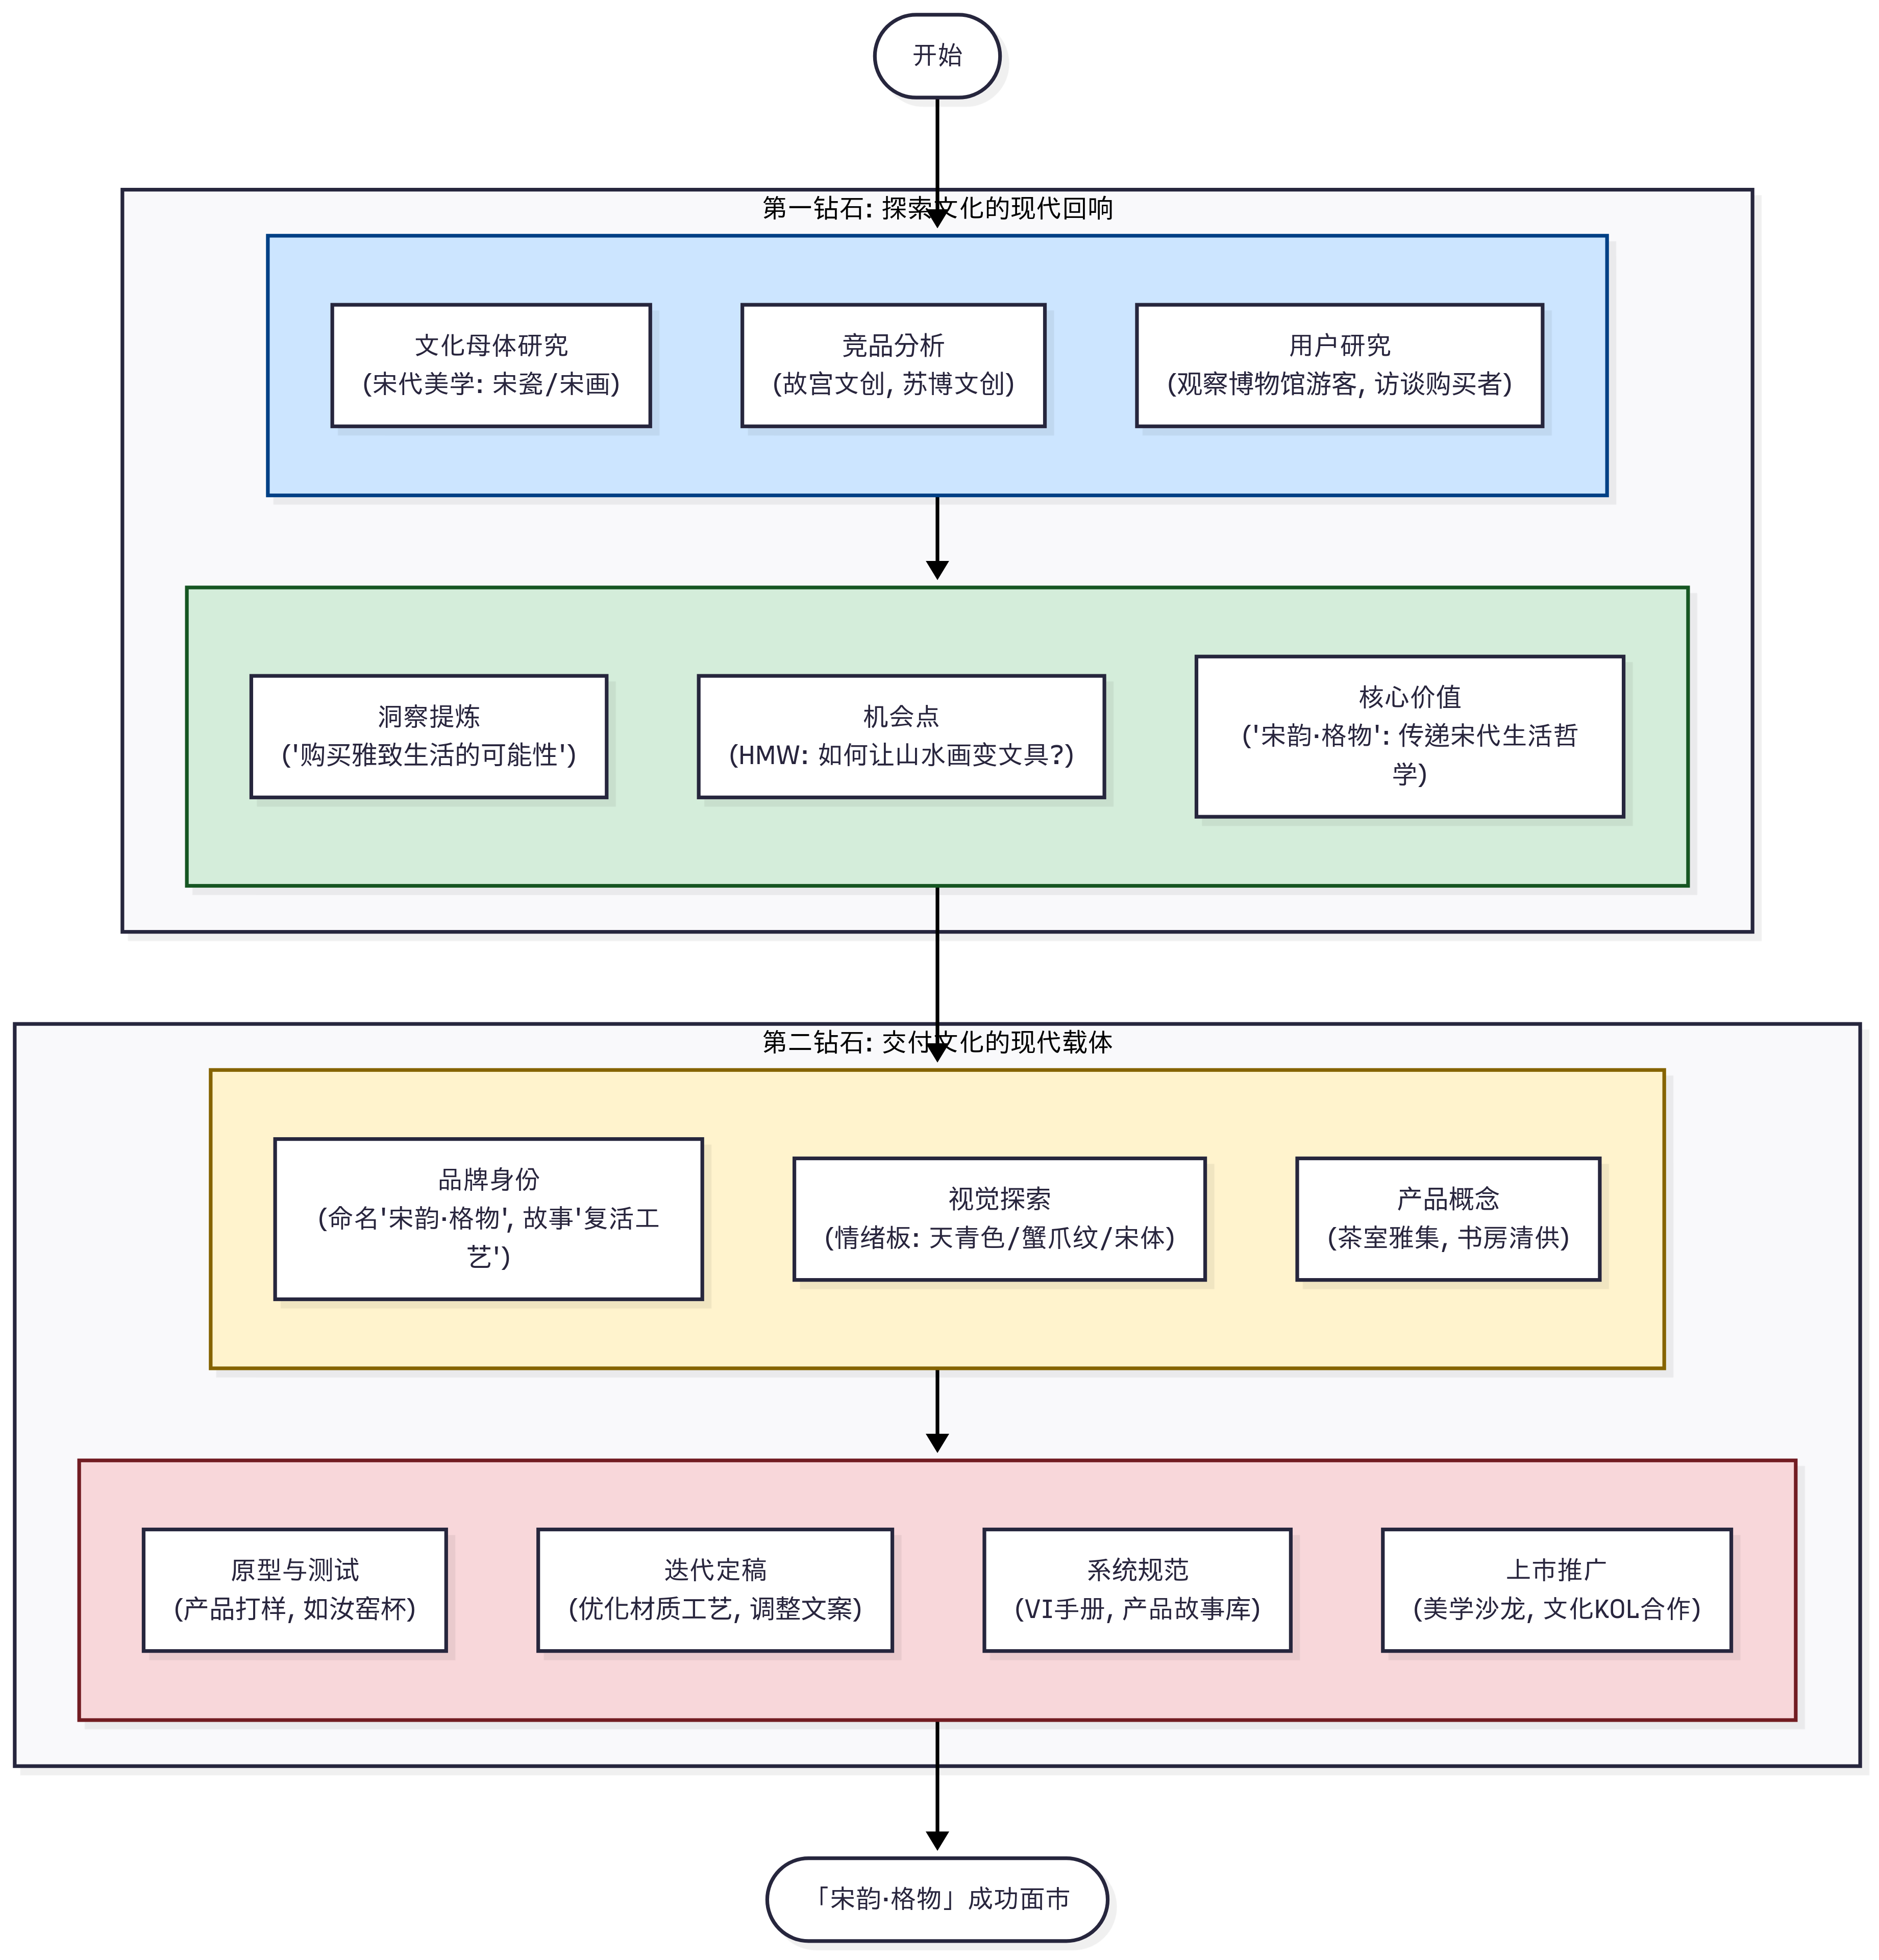 开始
第一钻石: 探索文化的现代回响
文化母体研究
(宋代美学: 宋瓷/宋画)
竞品分析
(故宫文创, 苏博文创)
用户研究
(观察博物馆游客, 访谈购买者)
洞察提炼
('购买雅致生活的可能性')
机会点
(HMW: 如何让山水画变文具?)
核心价值
('宋韵·格物': 传递宋代生活哲
学)
第二钻石: 交付文化的现代载体
品牌身份
(命名'宋韵·格物', 故事'复活工
艺')
视觉探索
(情绪板: 天青色/蟹爪纹/宋体)
产品概念
(茶室雅集, 书房清供)
原型与测试
(产品打样, 如汝窑杯)
迭代定稿
(优化材质工艺, 调整文案)
系统规范
(VI手册, 产品故事库)
上市推广
(美学沙龙, 文化KOL合作)
「宋韵·格物」成功面市